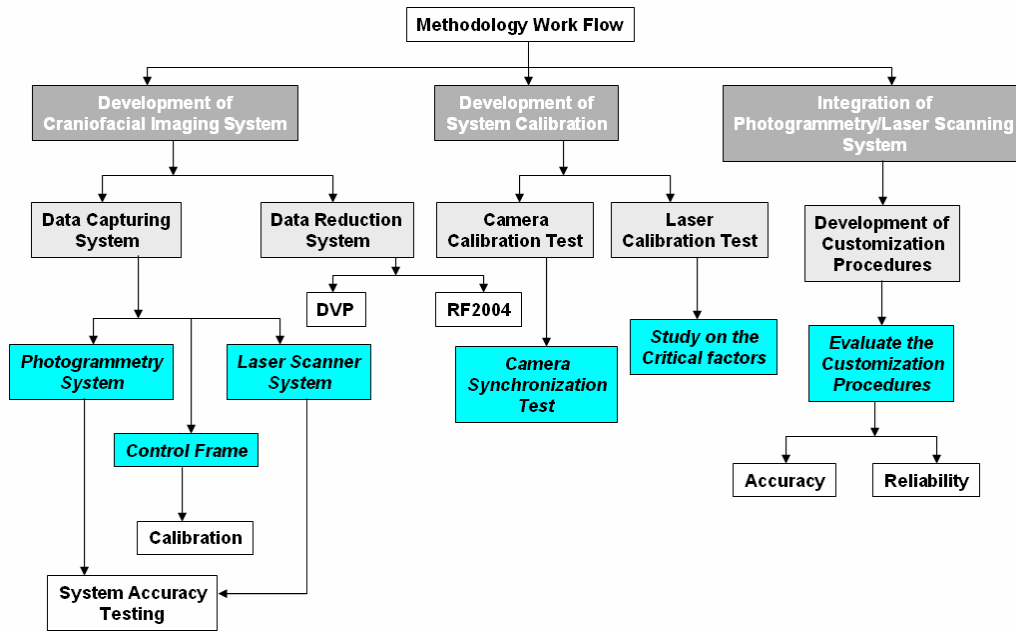 Methodology Work Flow
Development of
Craniofacial Imaging System
Development of
System Calibration
Integration of
Photogrammetry/Laser Scanning
System
Data Capturing
System
Data Reduction
System
Camera
Calibration Test
Laser
Calibration Test
Development of
Customization
Procedures
DVP
RF2004
Photogrammetry
System
Laser Scanner
System
Camera
Synchronization
Test
Study on the
Critical factors
Evaluate the
Customization
Procedures
Control Frame
Accuracy
Reliability
Calibration
System Accuracy
Testing